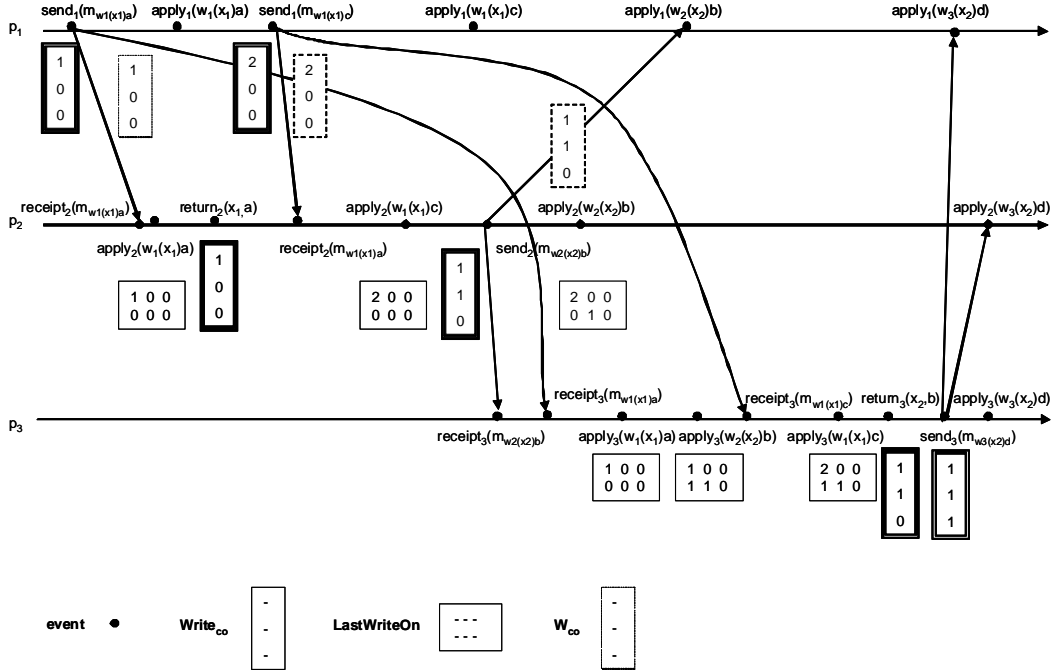 send1(mw1(x1)a) apply1(w1(x1)a) send1(mw1(x1)c) apply1(w1(x1)c) apply1(w2(x2)b) apply1(w3(x2)d)
p1
1 1 2 2
0 0 0 0
0 0 0 0
1
1
0
receipt2(mw1(x1)a) return2(x1,a) apply2(w1(x1)c) apply2(w2(x2)b) apply2(w3(x2)d)
p2
apply2(w1(x1)a) receipt2(mw1(x1)a) send2(mw2(x2)b)
1 0 0
0 0 0
1
0
0
2 0 0
0 0 0
1
1
0
2 0 0
0 1 0
receipt3(mw1(x1)a) receipt3(mw1(x1)c) return3(x2,b) apply3(w3(x2)d)
p3
receipt3(mw2(x2)b) apply3(w1(x1)a) apply3(w2(x2)b) apply3(w1(x1)c) send3(mw3(x2)d)
1 0 0
0 0 0
1 0 0
1 1 0
2 0 0
1 1 0
1
1
0
1
1
1
event Writeco - - - LastWriteOn --- --- Wco - - -